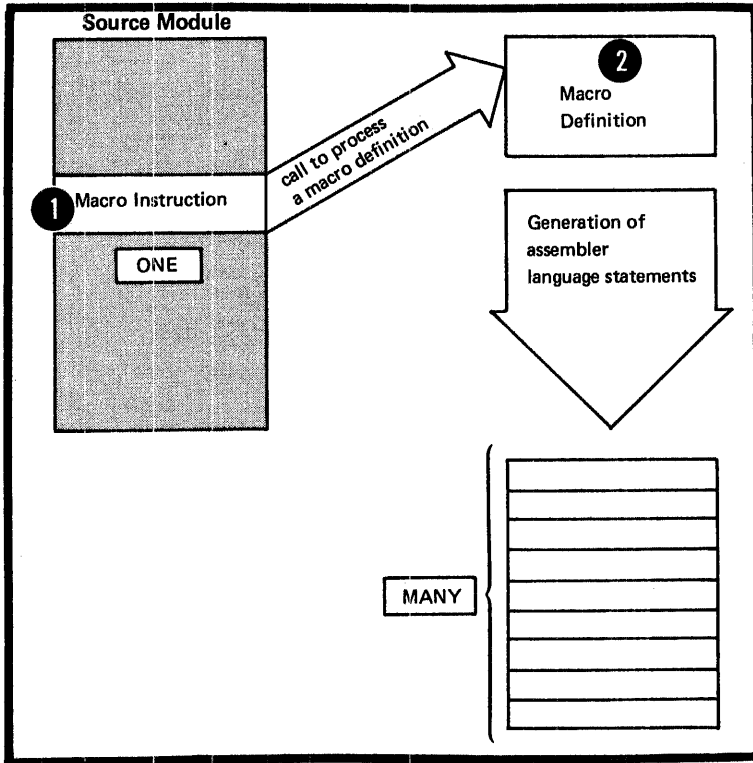 Source Module
1
Macro Instruction
ONE
call to process
a macro definition
2
Macro
Definition
Generation of
assembler
language statements
MANY